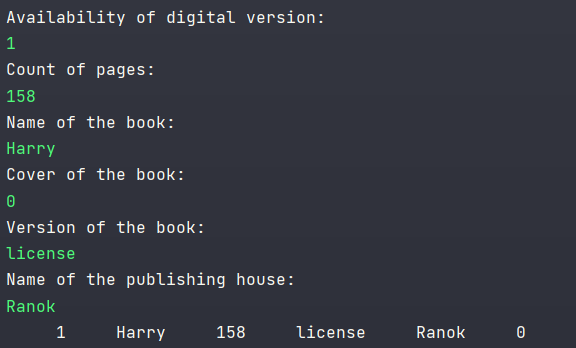 Availability of digital version:
1
Count of pages:
158
Name of the book:
Harry
Cover of the book:
0
Version of the book:
license
Name of the publishing house:
Ranok
1     Harry     158     license     Ranok     0